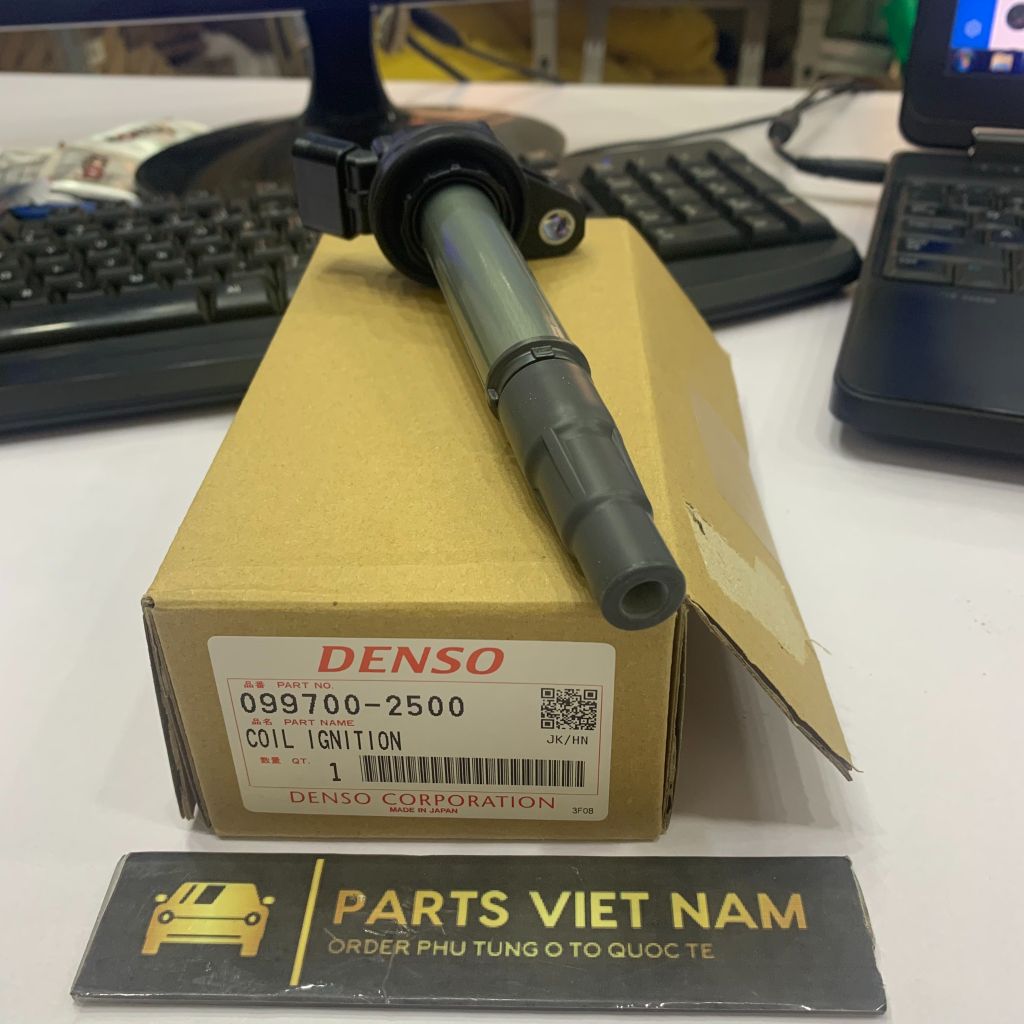 DENSO
品番 PART NO.
099700-2500
品名 PART NAME
COIL IGNITION
JK/HN
数量 QT.
1
DENSO CORPORATION
MADE IN JAPAN
3F08
PARTS VIET NAM
ORDER PHU TUNG O TO QUOC TE